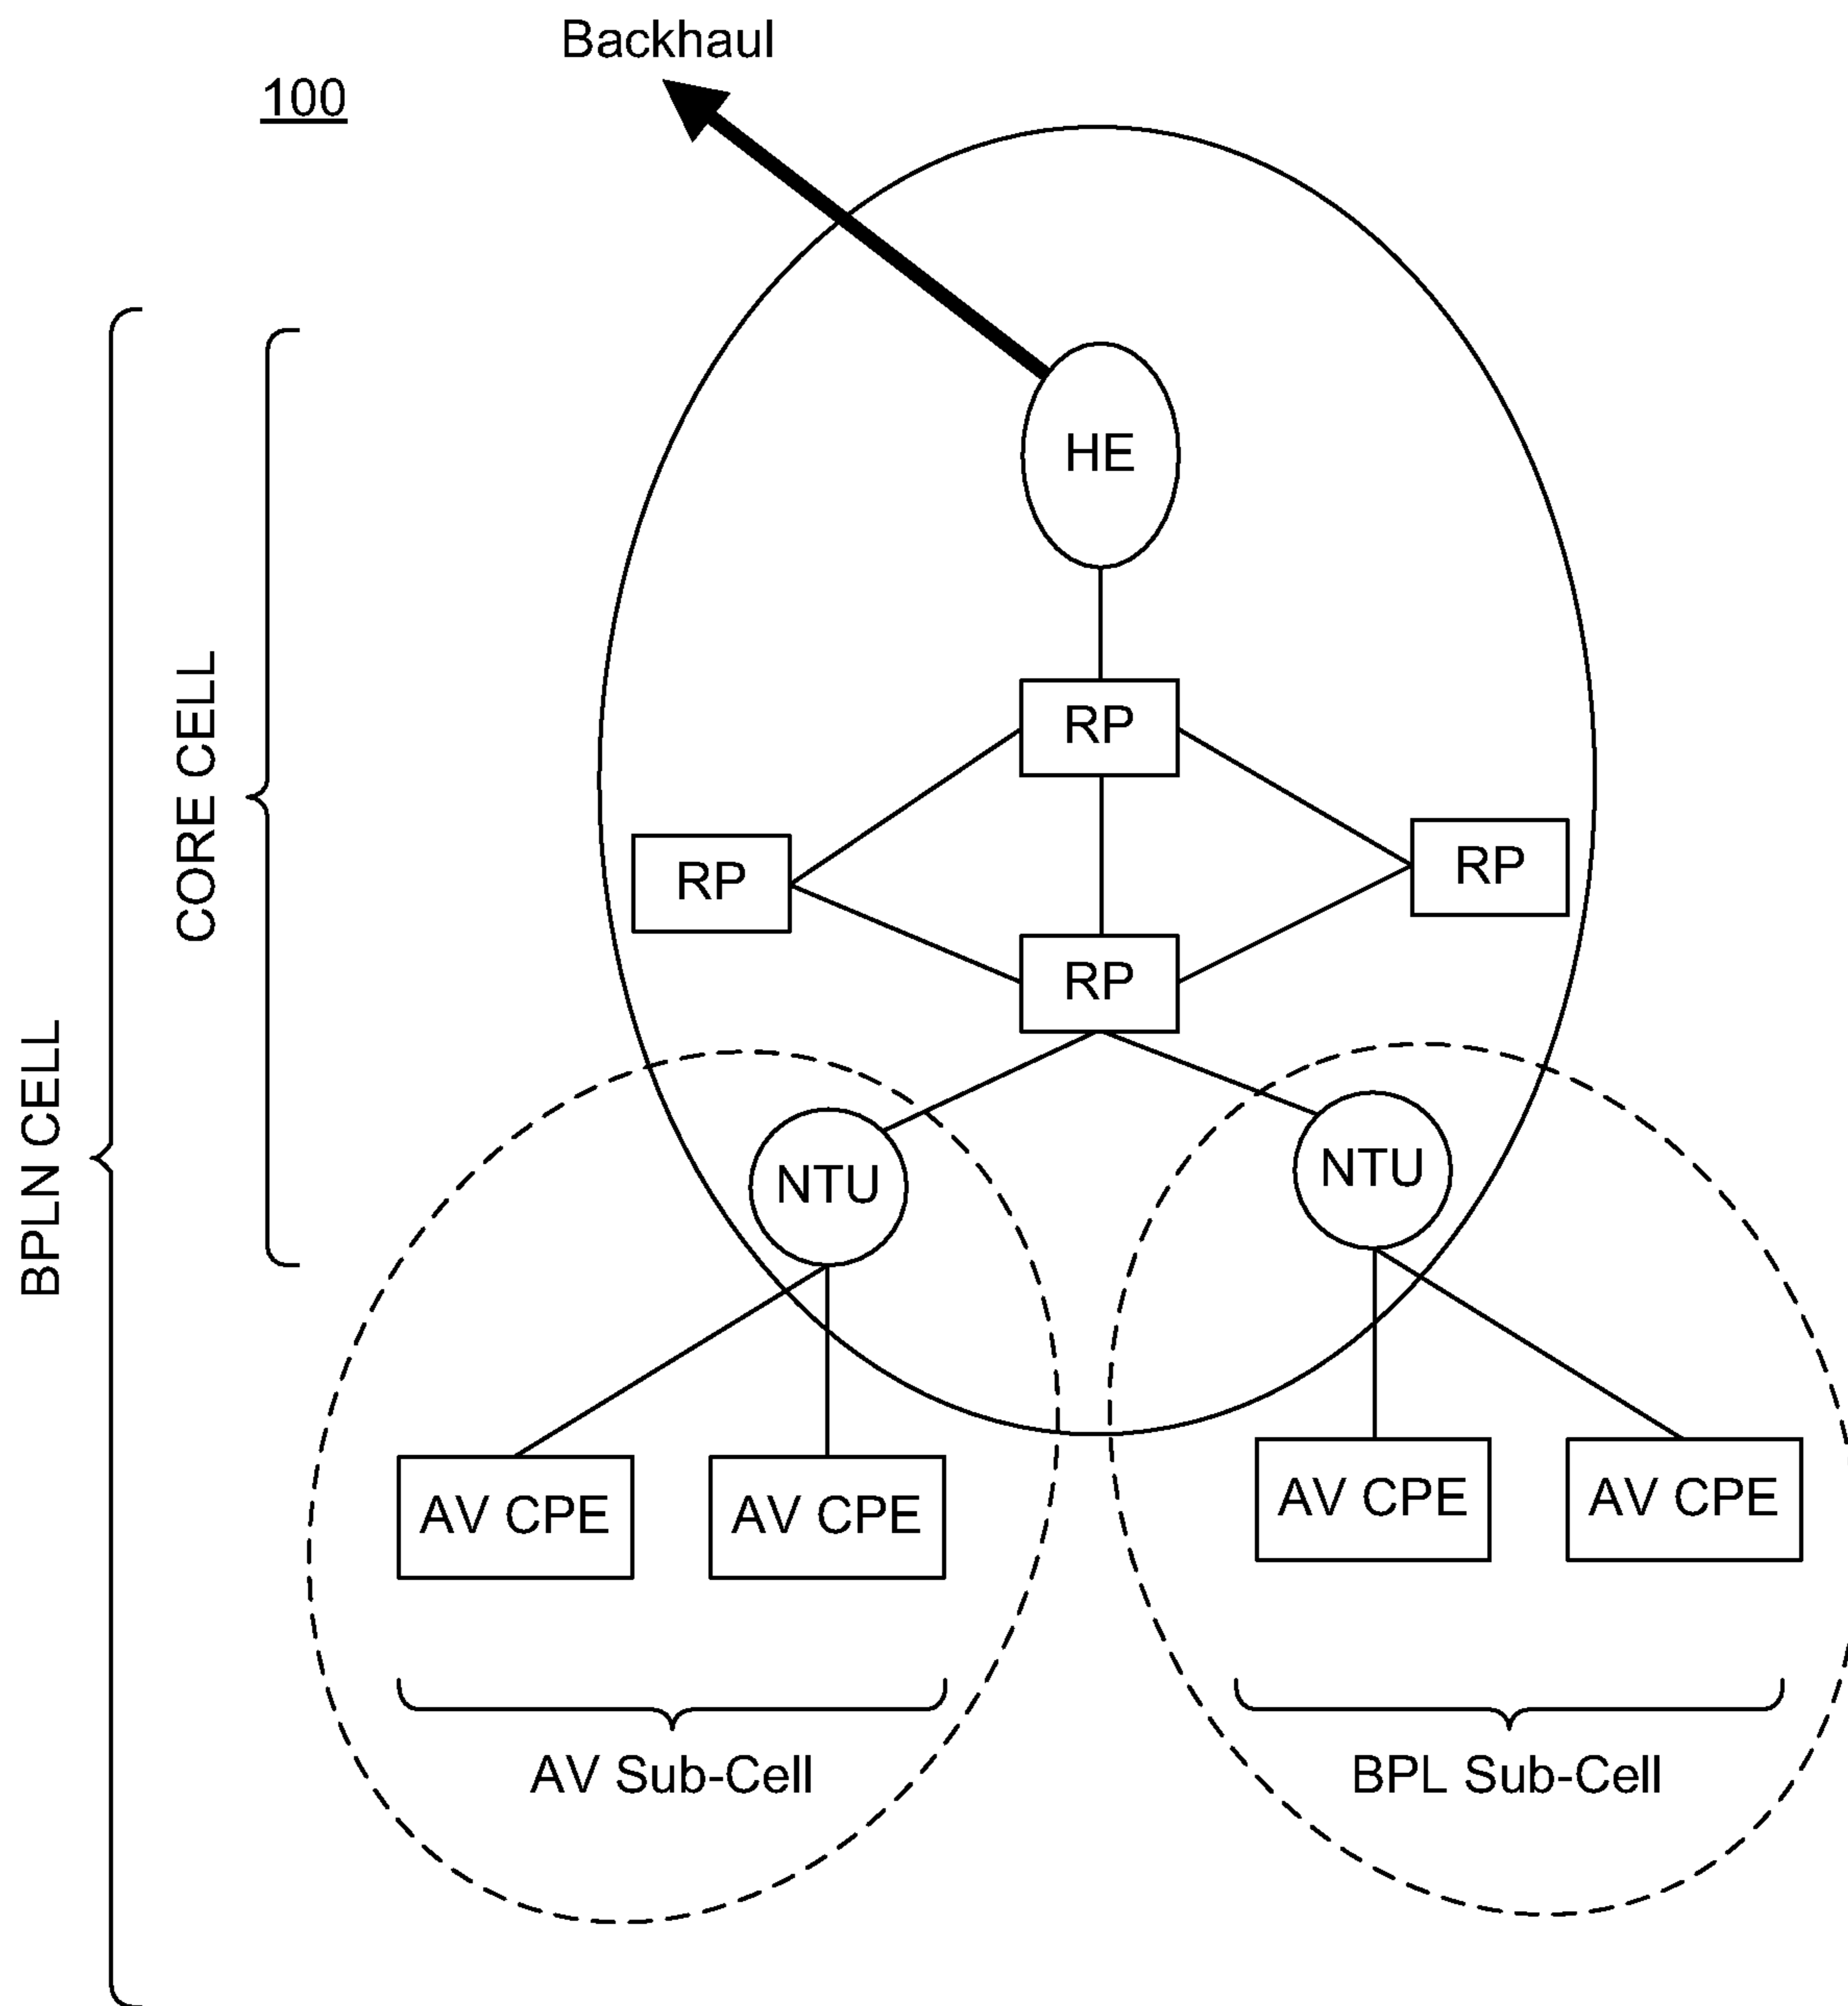 Backhaul
100
HE
RP
RP
RP
RP
NTU
NTU
AV CPE
AV CPE
AV CPE
AV CPE
AV Sub-Cell
BPL Sub-Cell
CORE CELL
BPLN CELL